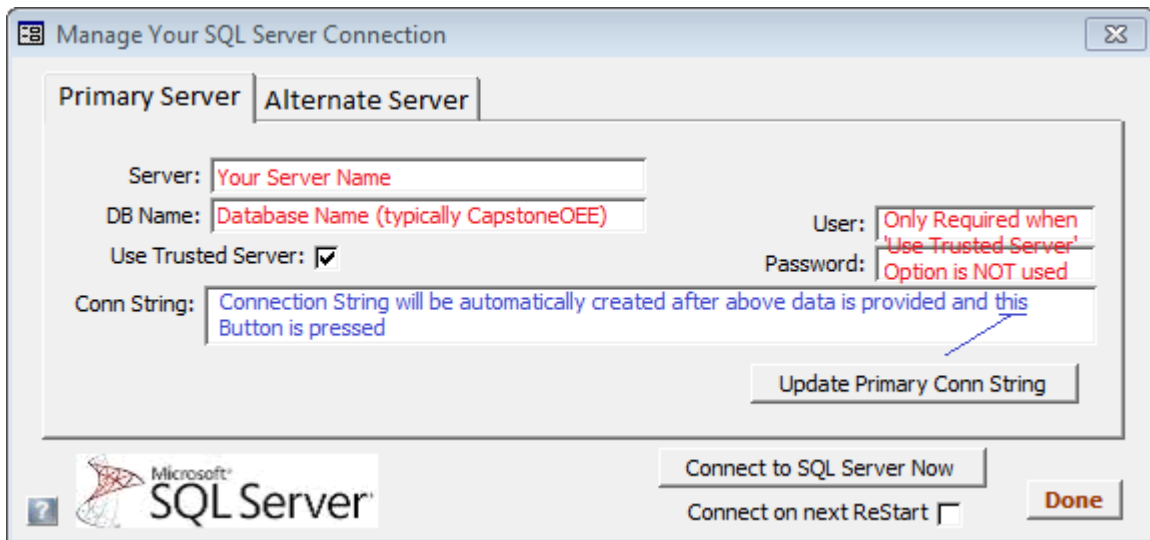 Manage Your SQL Server Connection
Primary Server
Alternate Server
Server: Your Server Name
DB Name: Database Name (typically CapstoneOEE)
Use Trusted Server:
User: Only Required when
'Use Trusted Server'
Password: Option is NOT used
Conn String: Connection String will be automatically created after above data is provided and this
Button is pressed
Update Primary Conn String
Microsoft
SQL Server
Connect to SQL Server Now
Connect on next ReStart
Done
?